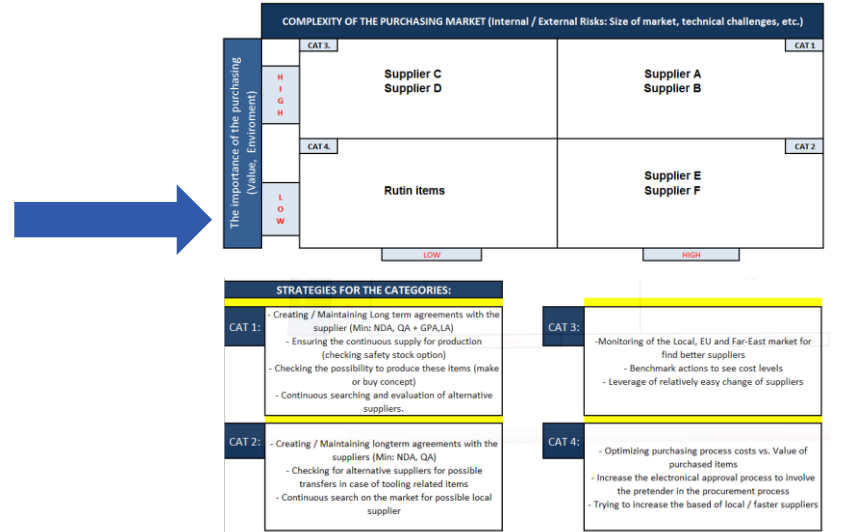 COMPLEXITY OF THE PURCHASING MARKET (Internal / External Risks: Size of market, technical challenges, etc.)
The importance of the purchasing
(Value, Enviroment)
HIGH
CAT 3.
Supplier C
Supplier D
CAT 1
Supplier A
Supplier B
LOW
CAT 4.
Rutin items
CAT 2
Supplier E
Supplier F
LOW
HIGH
STRATEGIES FOR THE CATEGORIES:
CAT 1:
- Creating / Maintaining Long term agreements with the
supplier (Min: NDA, QA + GPA,LA)
- Ensuring the continuous supply for production
(checking safety stock option)
- Checking the possibility to produce these items (make
or buy concept)
- Continuous searching and evaluation of alternative
suppliers.
CAT 3:
-Monitoring of the Local, EU and Far-East market for
find better suppliers
- Benchmark actions to see cost levels
- Leverage of relatively easy change of suppliers
CAT 2:
- Creating / Maintaining longterm agreements with the
suppliers (Min: NDA, QA)
- Checking for alternative suppliers for possible
transfers in case of tooling related items
- Continuous search on the market for possible local
supplier
CAT 4:
- Optimizing purchasing process costs vs. Value of
purchased items
- Increase the electronical approval process to involve
the pretender in the procurement process
- Trying to increase the based of local / faster suppliers